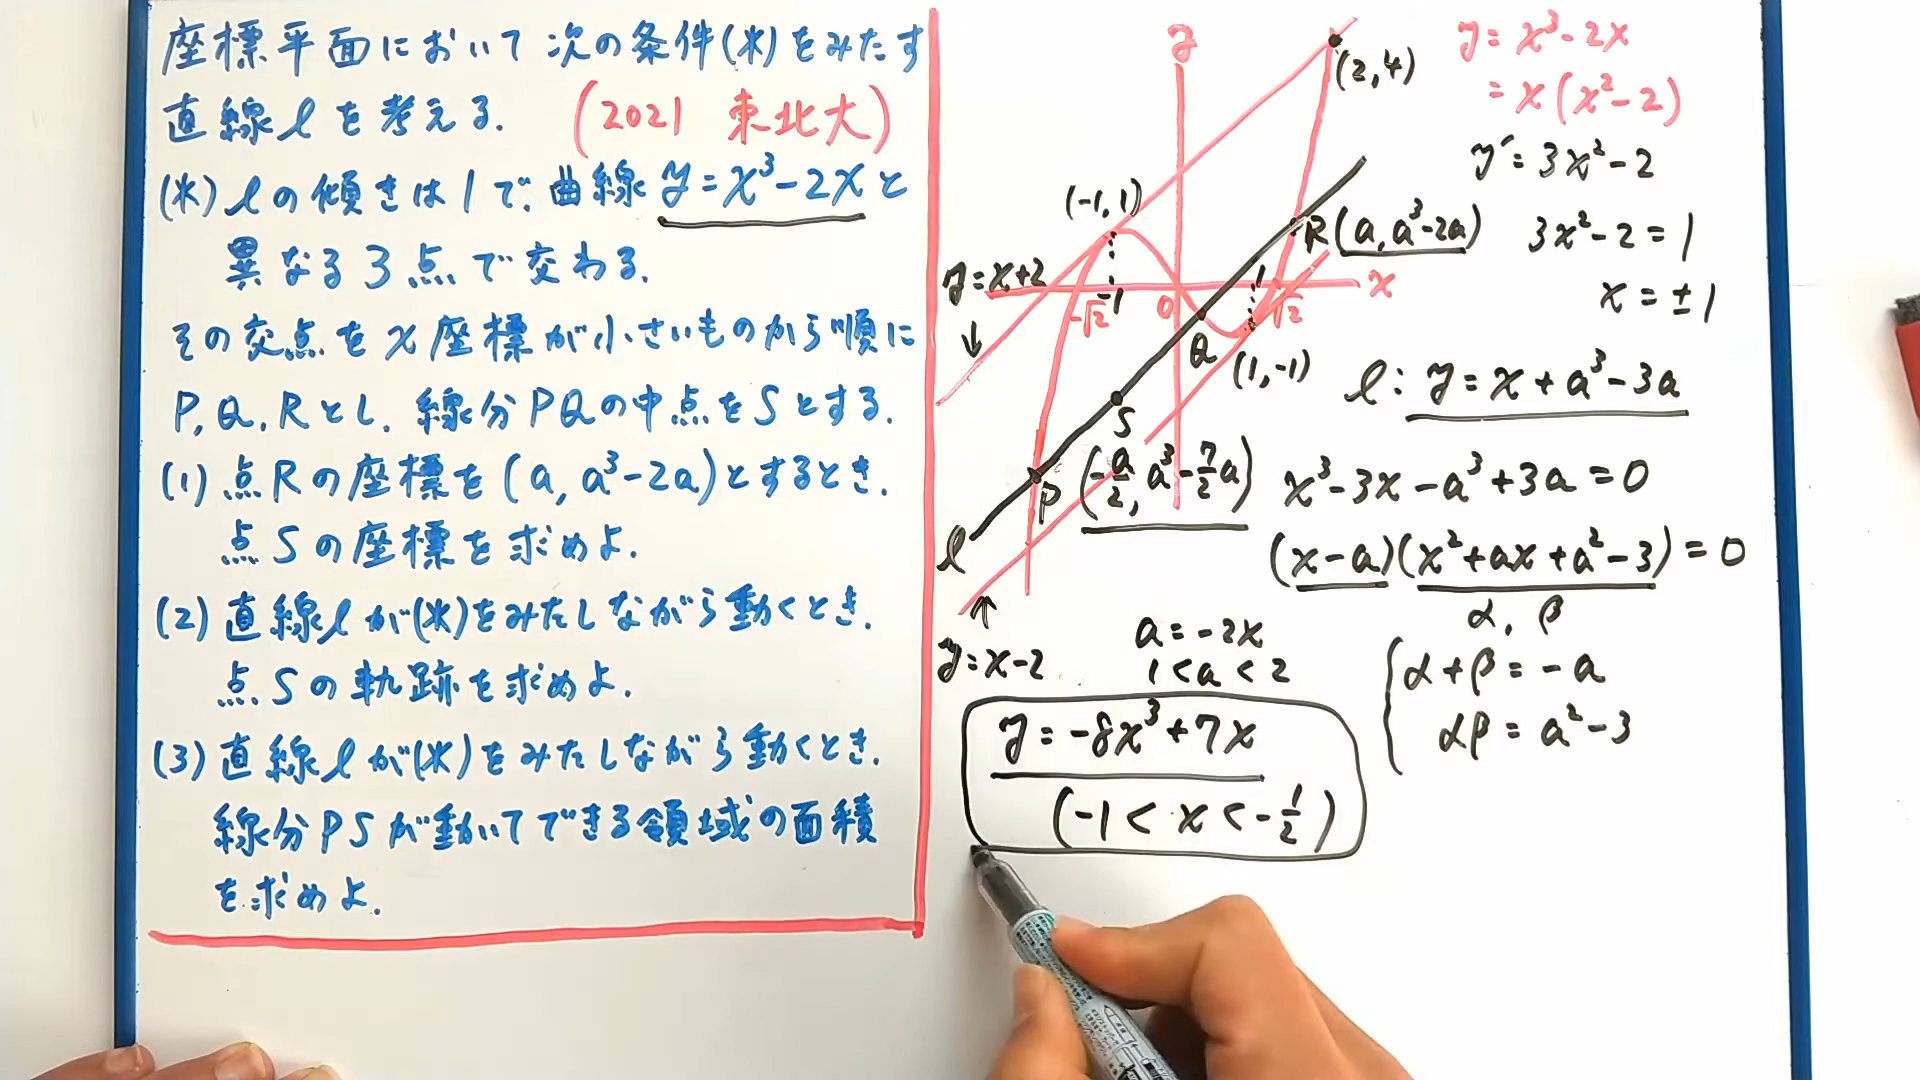 座標平面において次の条件(*)をみたす
直線ℓを考える. (2021 東北大)
(*) ℓの傾きは1で、曲線 y=x³-2xと
異なる3点で交わる.
その交点をx座標が小さいものから順に
P, Q, Rとし, 線分PQの中点をSとする.
(1) 点Rの座標を(a, a³-2a)とするとき.
点Sの座標を求めよ.
(2) 直線ℓが(*)をみたしながら動くとき.
点Sの軌跡を求めよ.
(3) 直線ℓが(*)をみたしながら動くとき.
線分PSが動いてできる領域の面積
を求めよ.
y
(2, 4)
(-1, 1)
R(a, a³-2a)
y=x+2
-√2
-1
0
1
√2
x
Q
(1, -1)
S
P
(-a/2, a³-7/2a)
ℓ
y=x-2
y=x³-2x
=x(x²-2)
y'=3x²-2
3x²-2=1
x=±1
ℓ: y=x+a³-3a
x³-3x-a³+3a=0
(x-a)(x²+ax+a²-3)=0
α, β
α+β=-a
αβ=a²-3
a=-2x
1<a<2
y=-8x³+7x
(-1<x<-1/2)